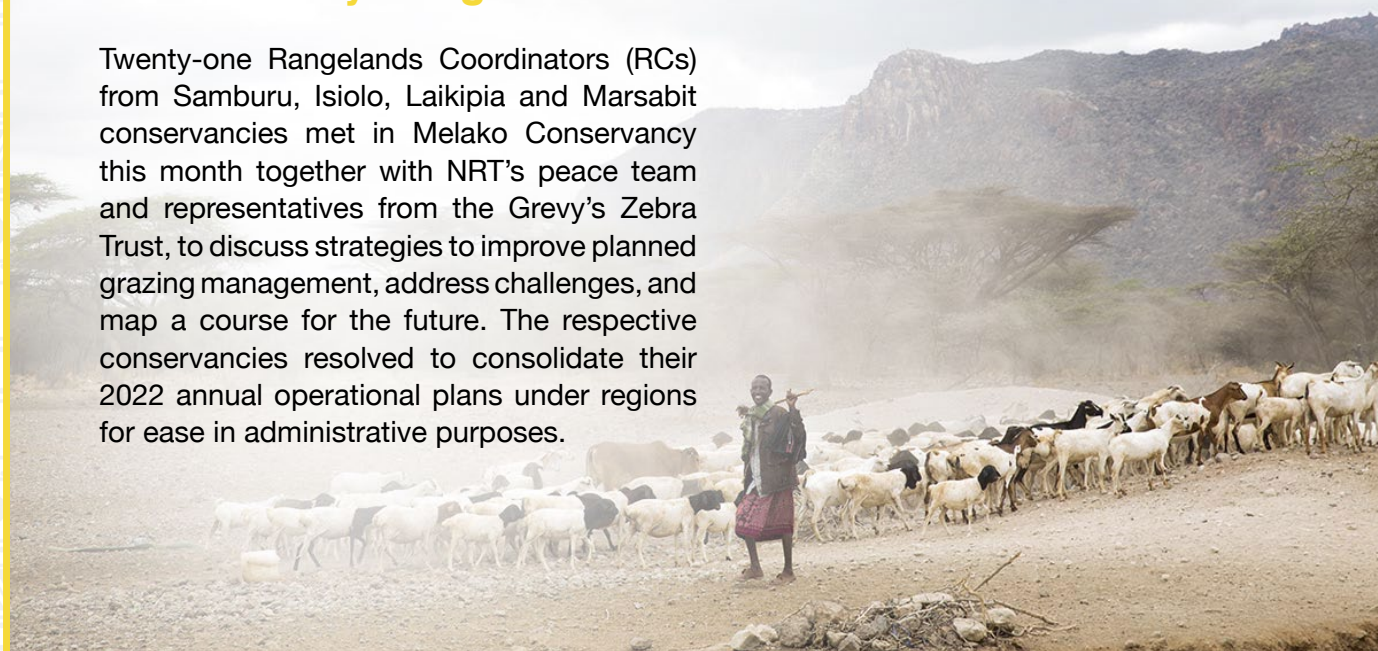 Twenty-one Rangelands Coordinators (RCs)
from Samburu, Isiolo, Laikipia and Marsabit
conservancies met in Melako Conservancy
this month together with NRT’s peace team
and representatives from the Grevy’s Zebra
Trust, to discuss strategies to improve planned
grazing management, address challenges, and
map a course for the future. The respective
conservancies resolved to consolidate their
2022 annual operational plans under regions
for ease in administrative purposes.